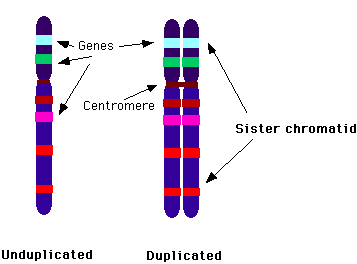 Genes
Centromere
Sister chromatid
Unduplicated
Duplicated